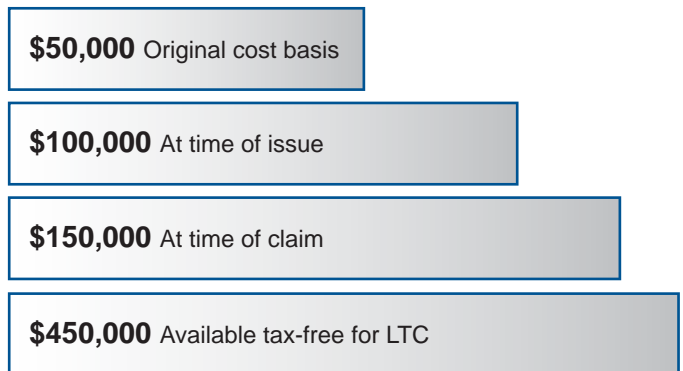 $50,000 Original cost basis
$100,000 At time of issue
$150,000 At time of claim
$450,000 Available tax-free for LTC